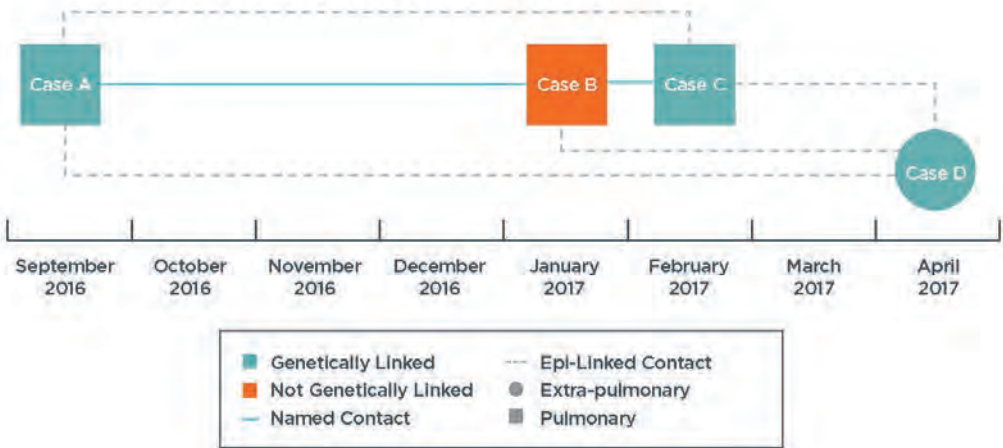 Case A
Case B
Case C
Case D
September
2016
October
2016
November
2016
December
2016
January
2017
February
2017
March
2017
April
2017
Genetically Linked
Not Genetically Linked
Named Contact
Epi-Linked Contact
Extra-pulmonary
Pulmonary